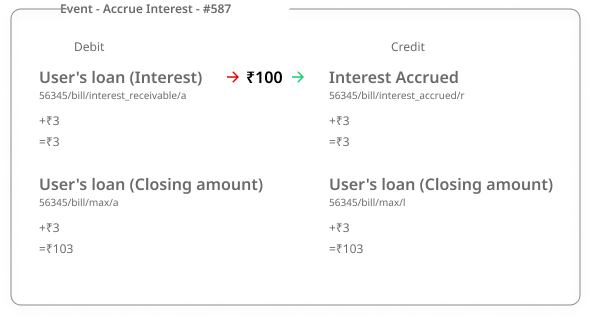 Event - Accrue Interest - #587
Debit
Credit
User's loan (Interest) → ₹100 → Interest Accrued
56345/bill/interest_receivable/a
56345/bill/interest_accrued/r
+₹3
+₹3
=₹3
=₹3
User's loan (Closing amount)
User's loan (Closing amount)
56345/bill/max/a
56345/bill/max/l
+₹3
+₹3
=₹103
=₹103